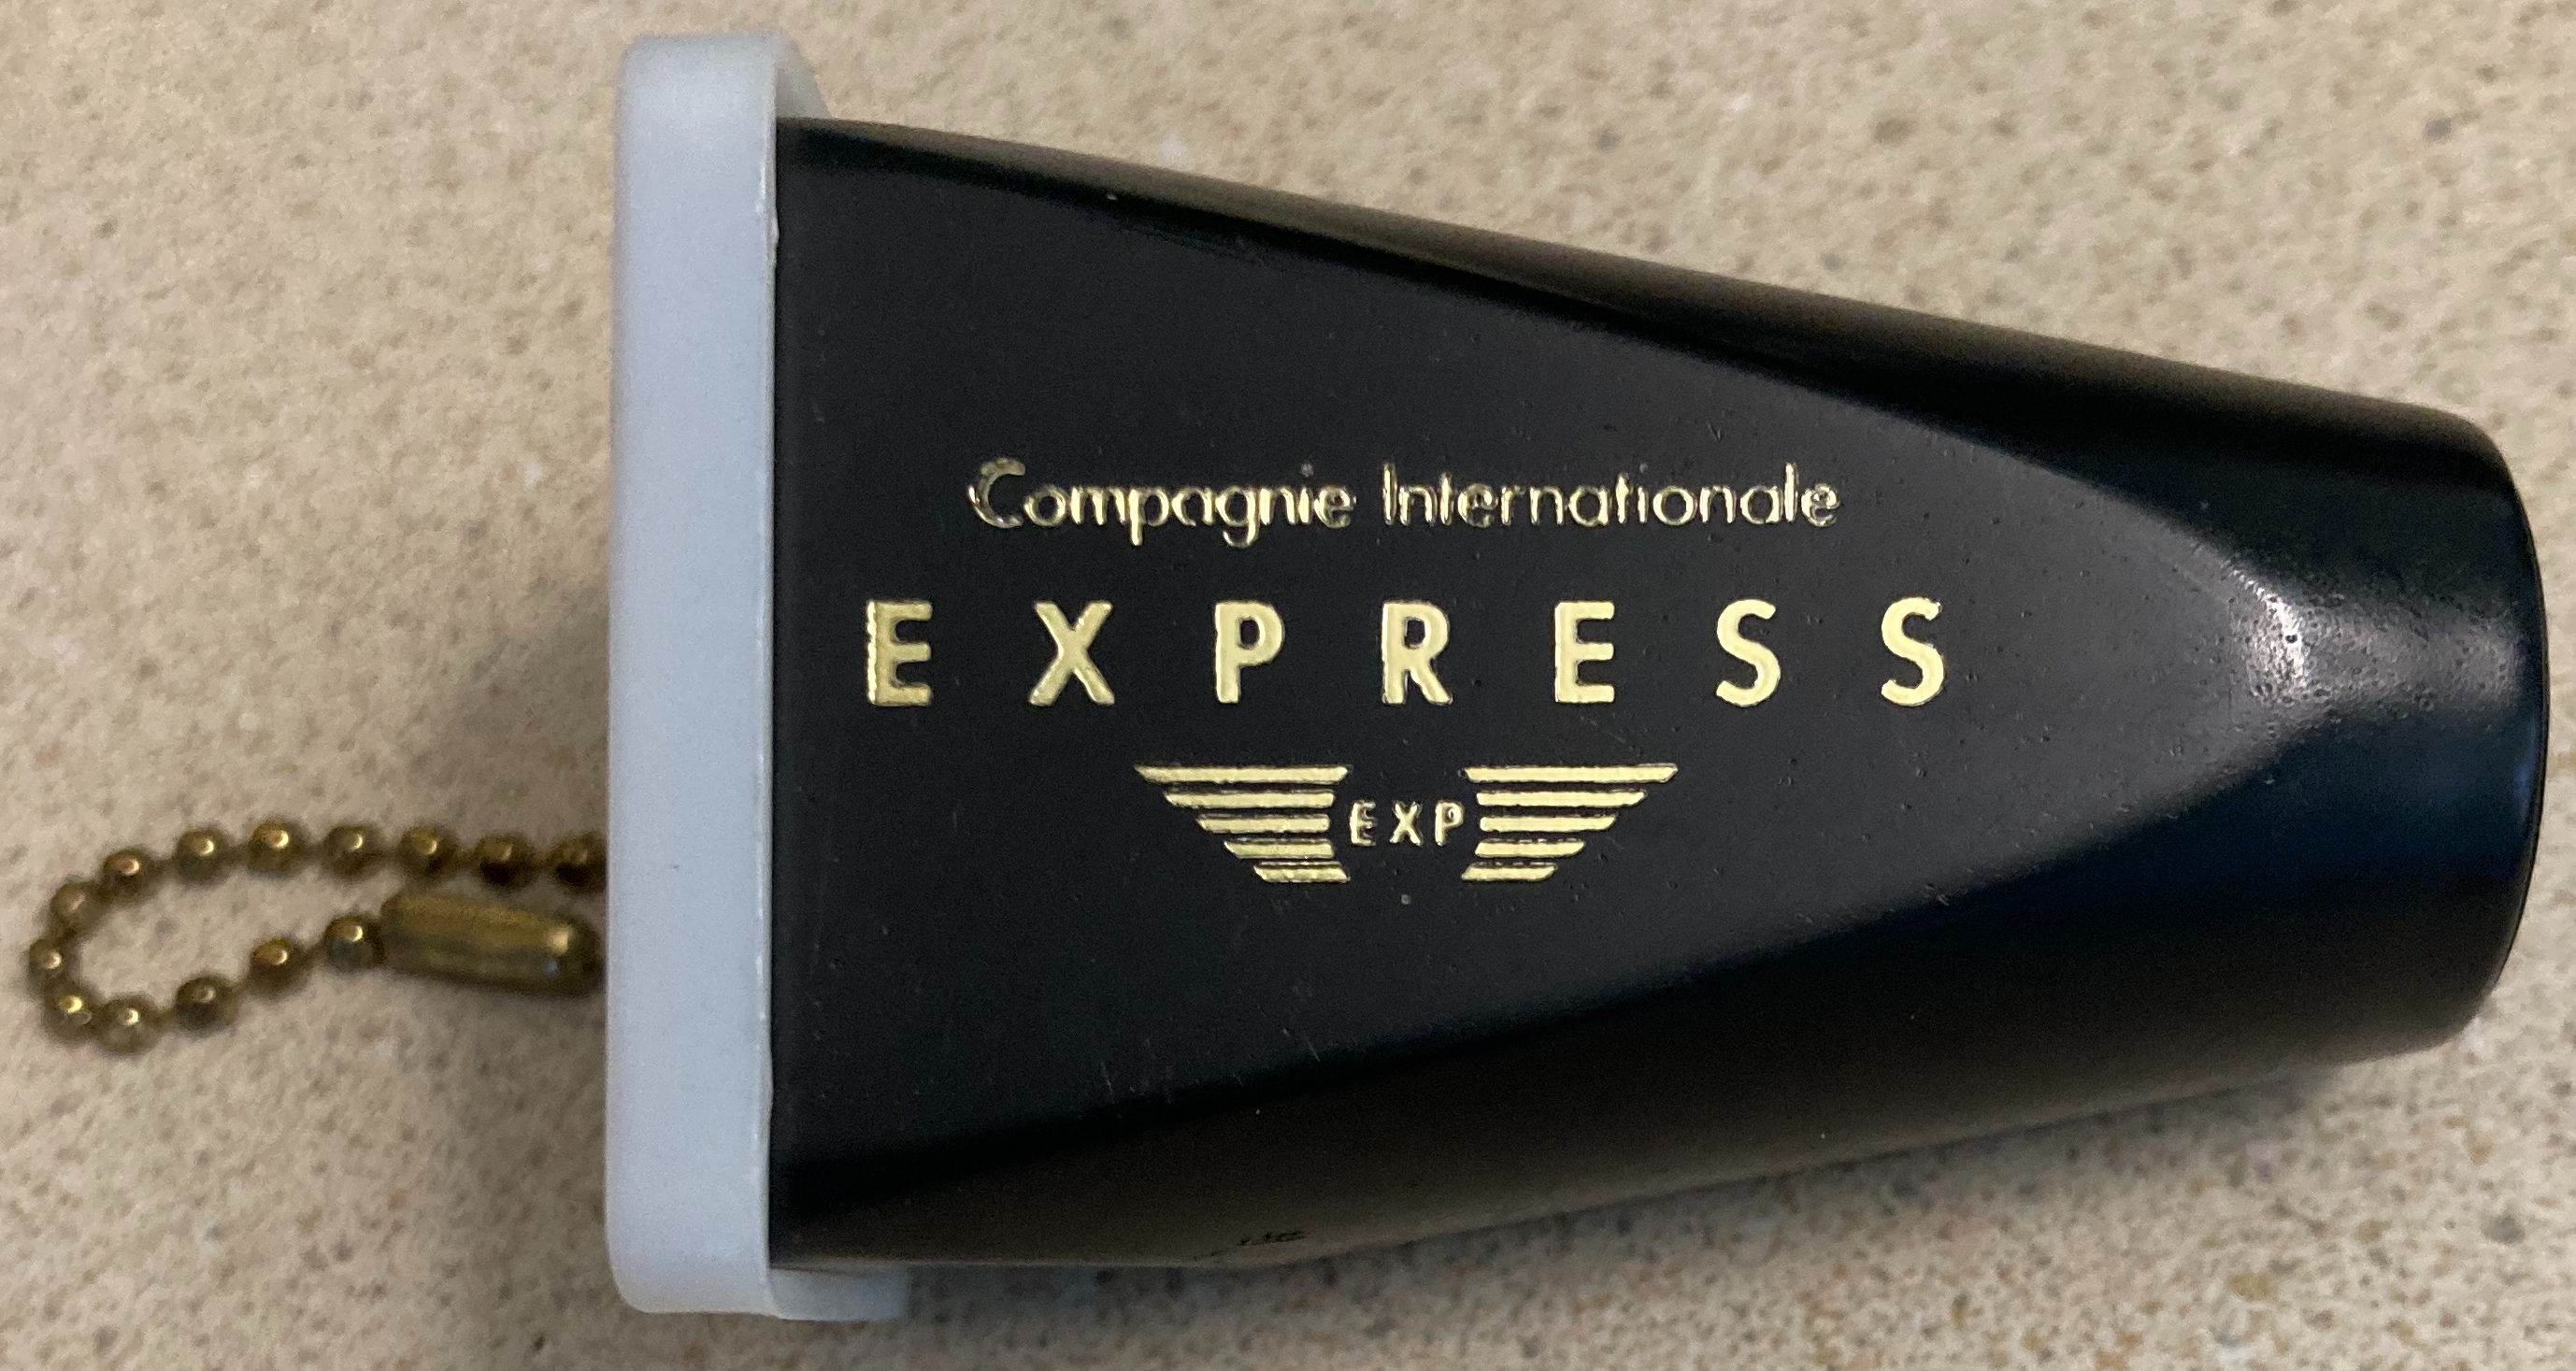 Compagnie Internationale
EXPRESS
EXP